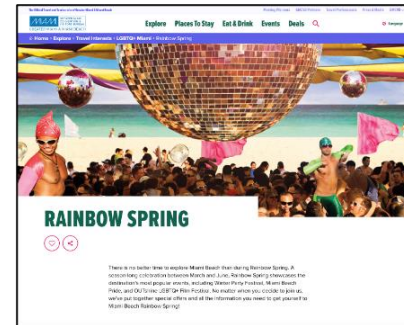 MIAMI
Explore Places To Stay Eat & Drink Events Deals
Home › Explore › Travel Interests › LGBTQ+ Miami › Rainbow Spring
RAINBOW SPRING
There is no better time to explore Miami Beach than during Rainbow Spring. A
season-long celebration between March and June, Rainbow Spring showcases the
destination's most popular events, including Winter Party Festival, Miami Beach
Pride, and OUTshine LGBTQ+ Film Festival. No matter when you decide to join us,
we've put together special offers and all the information you need to get yourself to
Miami Beach Rainbow Spring!